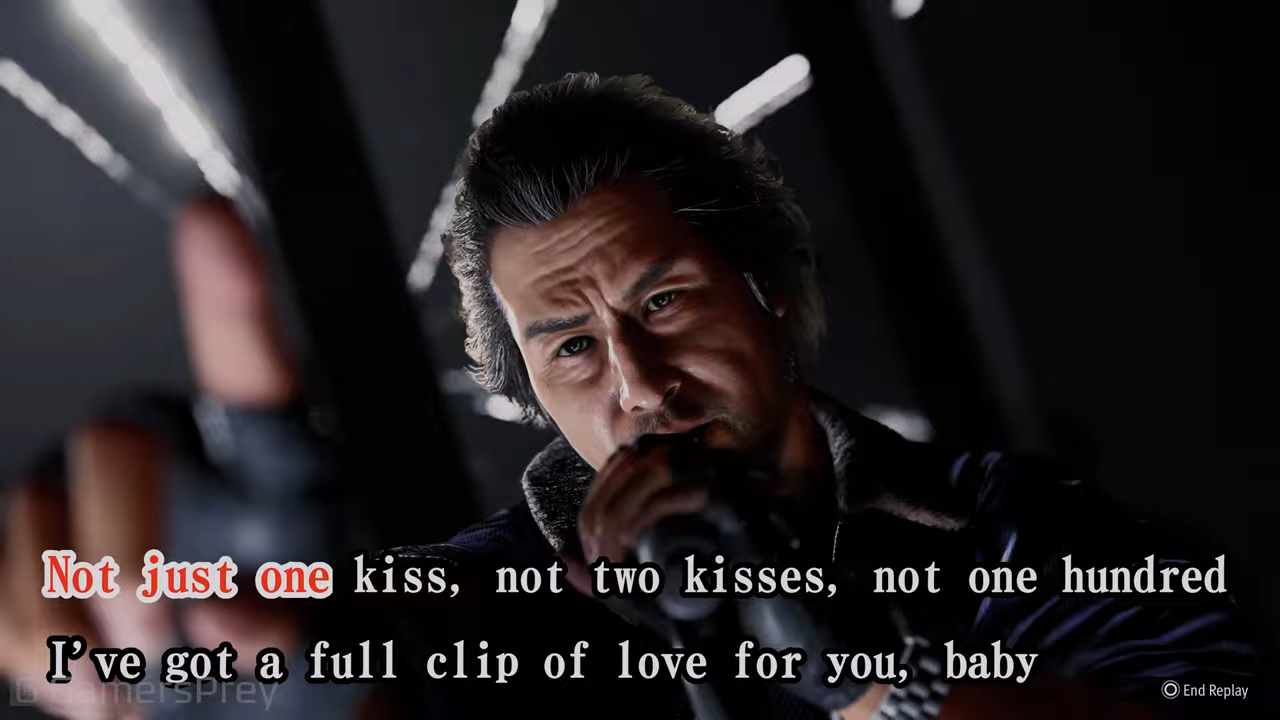 Not just one kiss, not two kisses, not one hundred
I've got a full clip of love for you, baby
© GamersPrey
End Replay